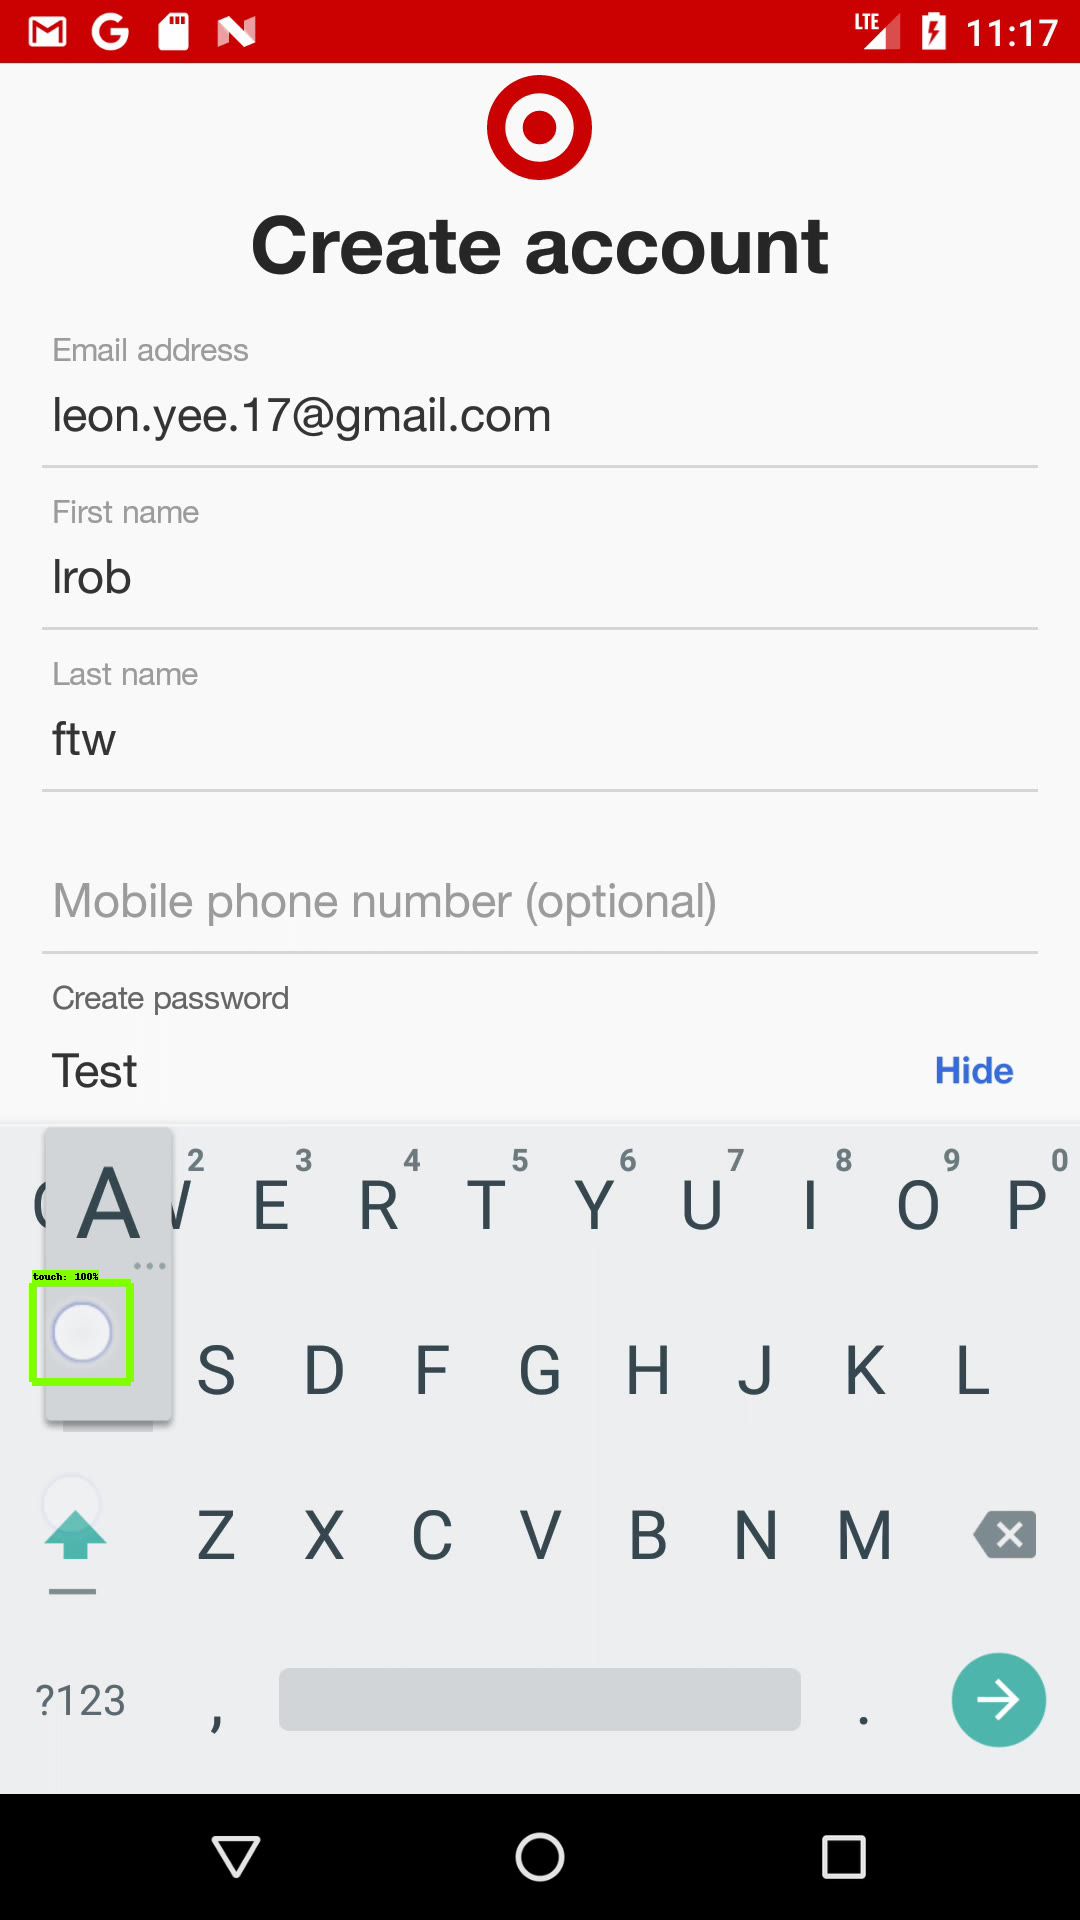 LTE 11:17
Create account
Email address
leon.yee.17@gmail.com
First name
lrob
Last name
ftw
Mobile phone number (optional)
Create password
Test Hide
A
2 3 4 5 6 7 8 9 0
W E R T Y U I O P
touch: 100%
S D F G H J K L
Z X C V B N M
?123 , .